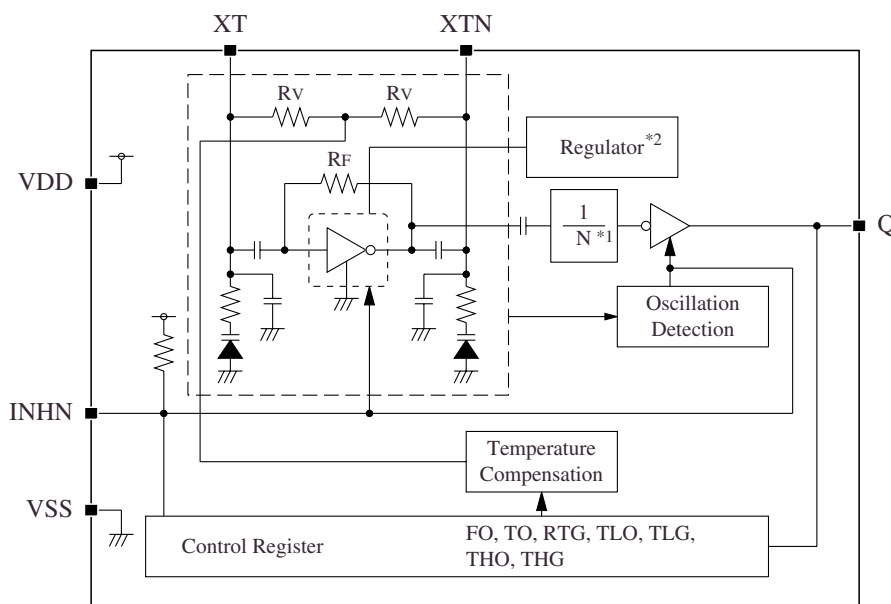 XT
XTN
RV
RV
Regulator*2
VDD
RF
1
N *1
Q
Oscillation
Detection
INHN
Temperature
Compensation
VSS
Control Register
FO, TO, RTG, TLO, TLG,
THO, THG